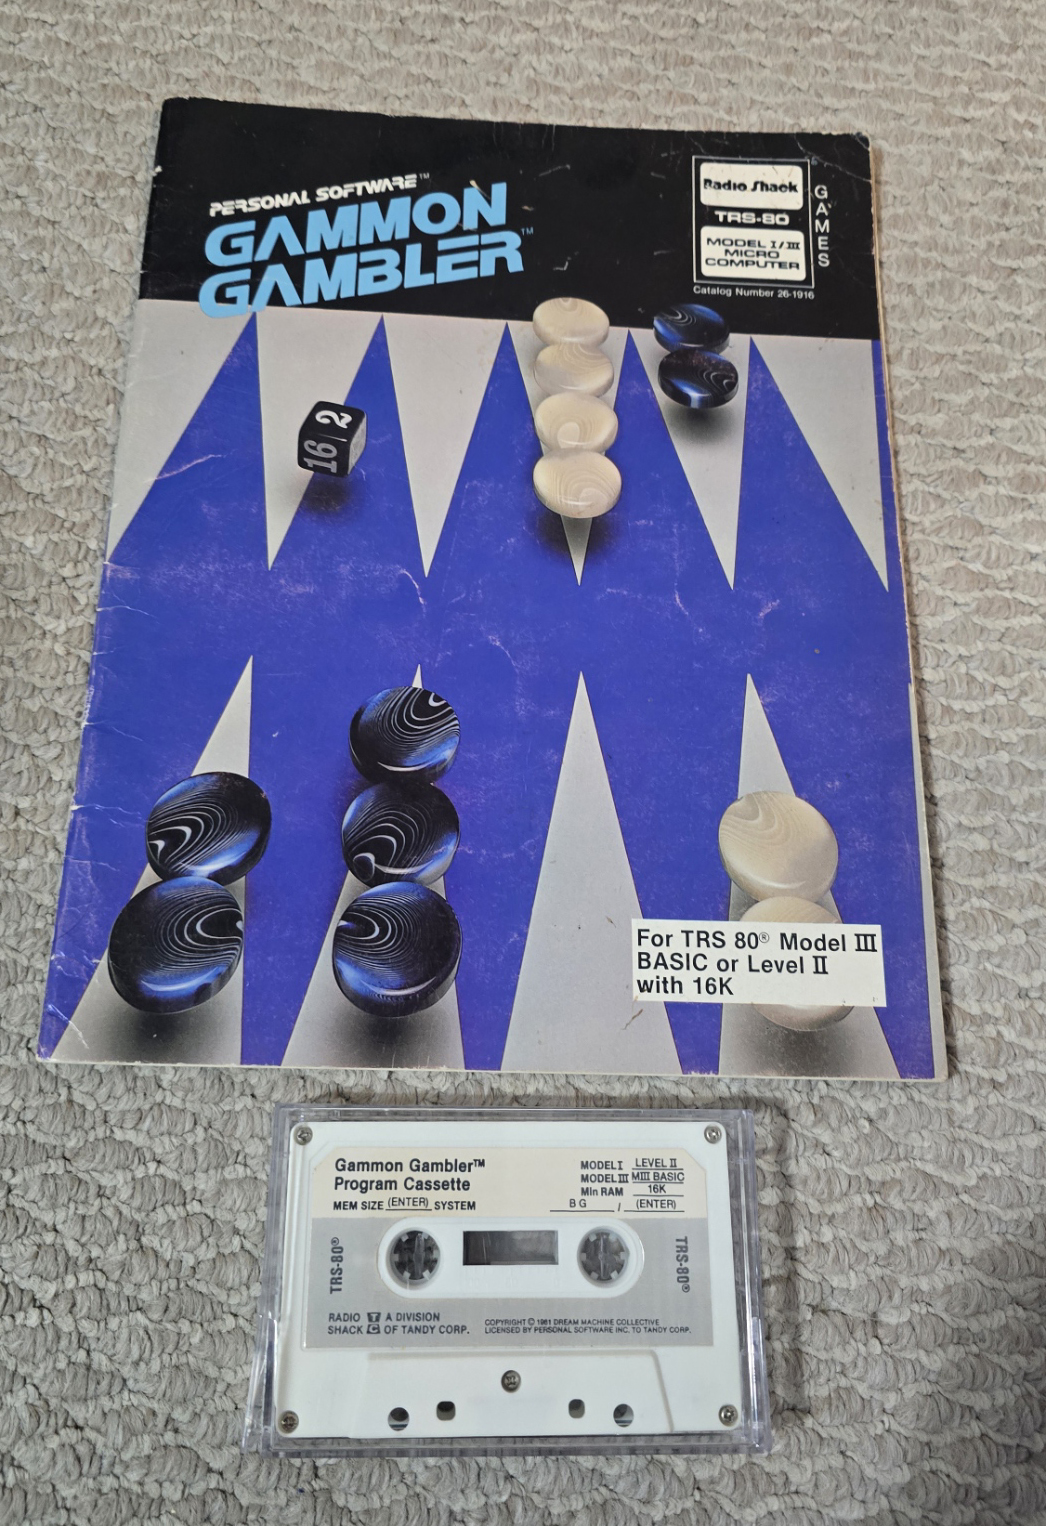 PERSONAL SOFTWARE™
GAMMON
GAMBLER™
Radio Shack
TRS-80
MODEL I/III
MICRO
COMPUTER
GAMES
Catalog Number 26-1916
2
16
For TRS 80® Model III
BASIC or Level II
with 16K
Gammon Gambler™
Program Cassette
MEM SIZE (ENTER) SYSTEM
MODEL I LEVEL II
MODEL III MIII BASIC
Min RAM 16K
BG / (ENTER)
TRS-80®
TRS-80®
RADIO SHACK
A DIVISION
OF TANDY CORP.
COPYRIGHT © 1981 DREAM MACHINE COLLECTIVE
LICENSED BY PERSONAL SOFTWARE INC. TO TANDY CORP.